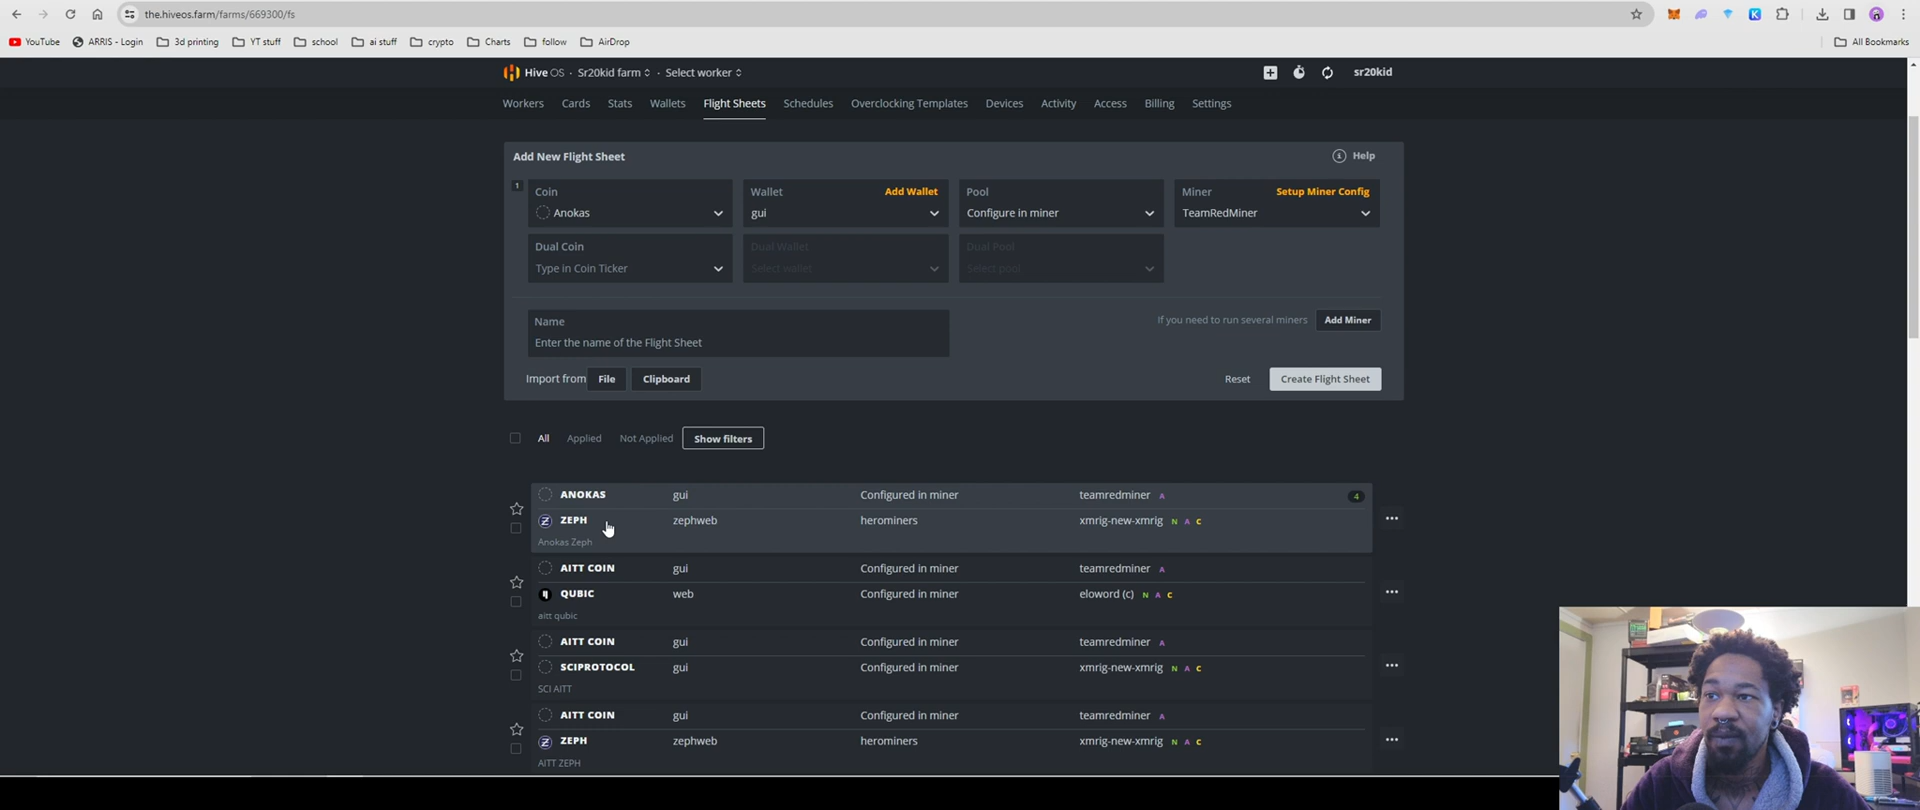 the.hiveos.farm/farms/669300/fs
YouTube ARRIS - Login 3d printing YT stuff school ai stuff crypto Charts follow AirDrop All Bookmarks
Hive OS · Sr20kid farm · Select worker sr20kid
Workers Cards Stats Wallets Flight Sheets Schedules Overclocking Templates Devices Activity Access Billing Settings
Add New Flight Sheet Help
1 Coin Wallet Add Wallet Pool Miner Setup Miner Config
Anokas gui Configure in miner TeamRedMiner
Dual Coin Dual Wallet Dual Pool
Type in Coin Ticker Select wallet Select pool
Name If you need to run several miners Add Miner
Enter the name of the Flight Sheet
Import from File Clipboard Reset Create Flight Sheet
All Applied Not Applied Show filters
ANOKAS gui Configured in miner teamredminer A 4
ZEPH zephweb herominers xmrig-new-xmrig N A C
Anokas Zeph
AITT COIN gui Configured in miner teamredminer A
QUBIC web Configured in miner eloword (c) N A C
aitt qubic
AITT COIN gui Configured in miner teamredminer A
SCIPROTOCOL gui Configured in miner xmrig-new-xmrig N A C
SCI AITT
AITT COIN gui Configured in miner teamredminer A
ZEPH zephweb herominers xmrig-new-xmrig N A C
AITT ZEPH